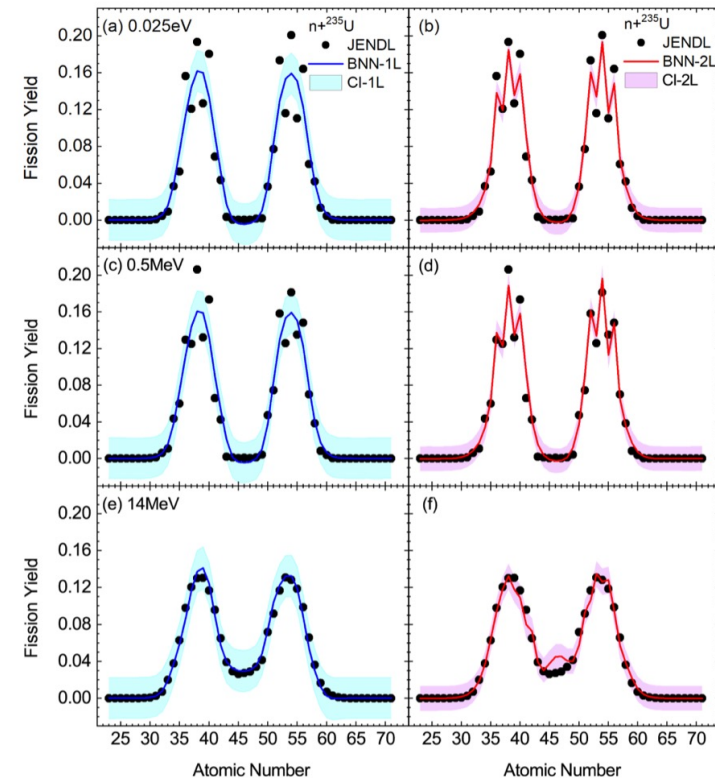 (a) 0.025eV
n+²³⁵U
JENDL
BNN-1L
CI-1L
(b)
n+²³⁵U
JENDL
BNN-2L
CI-2L
Fission Yield
0.20
0.16
0.12
0.08
0.04
0.00
(c) 0.5MeV
(d)
Fission Yield
0.20
0.16
0.12
0.08
0.04
0.00
(e) 14MeV
(f)
Fission Yield
0.20
0.16
0.12
0.08
0.04
0.00
25 30 35 40 45 50 55 60 65 70
25 30 35 40 45 50 55 60 65 70
Atomic Number
Atomic Number